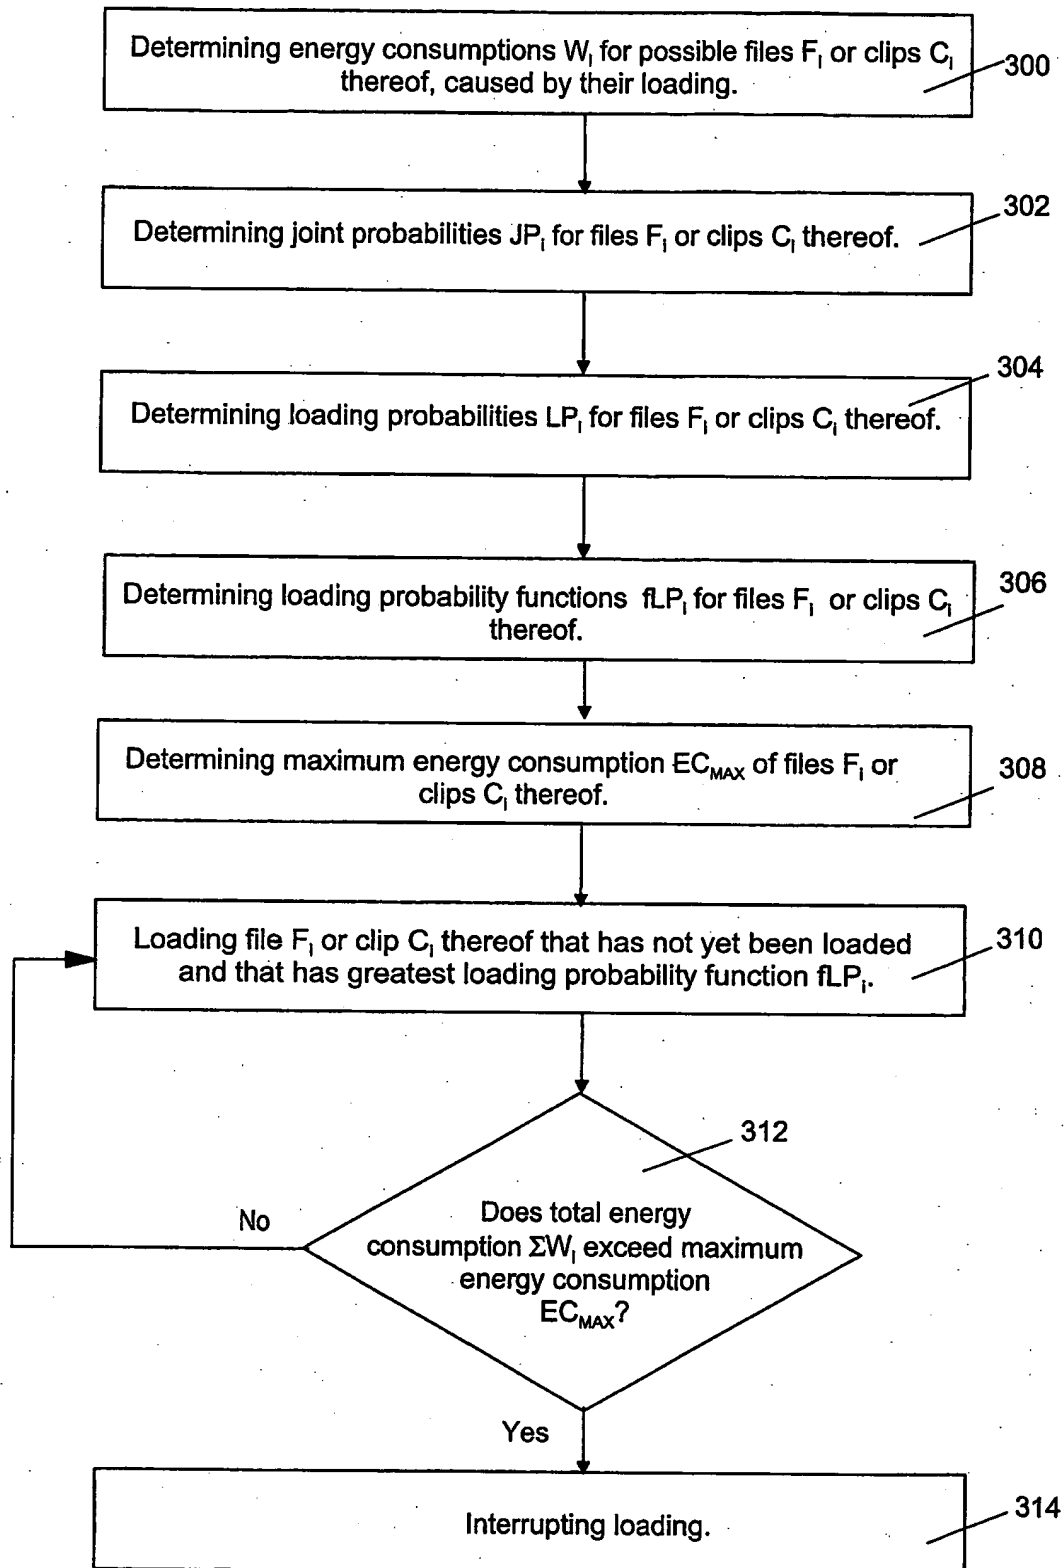 Determining energy consumptions Wᵢ for possible files Fᵢ or clips Cᵢ
thereof, caused by their loading.
300
Determining joint probabilities JPᵢ for files Fᵢ or clips Cᵢ thereof.
302
Determining loading probabilities LPᵢ for files Fᵢ or clips Cᵢ thereof.
304
Determining loading probability functions fLPᵢ for files Fᵢ or clips Cᵢ
thereof.
306
Determining maximum energy consumption EC_MAX of files Fᵢ or
clips Cᵢ thereof.
308
Loading file Fᵢ or clip Cᵢ thereof that has not yet been loaded
and that has greatest loading probability function fLPᵢ.
310
312
Does total energy
consumption ΣWᵢ exceed maximum
energy consumption
EC_MAX?
No
Yes
Interrupting loading.
314